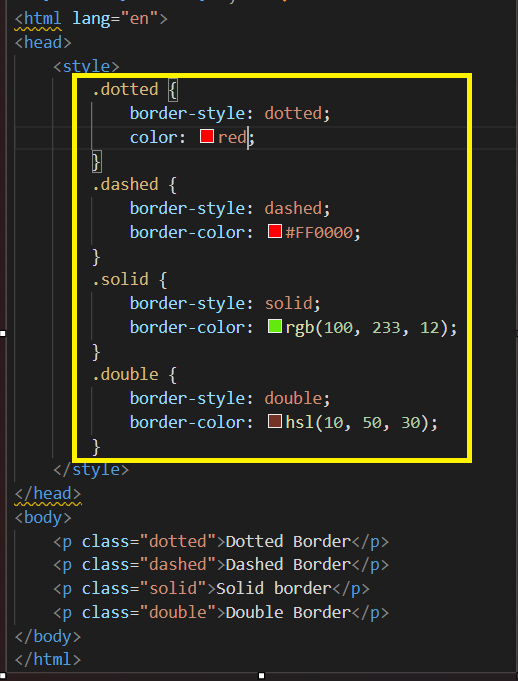 <html lang="en">
<head>
<style>
.dotted {
border-style: dotted;
color: red;
}
.dashed {
border-style: dashed;
border-color: #FF0000;
}
.solid {
border-style: solid;
border-color: rgb(100, 233, 12);
}
.double {
border-style: double;
border-color: hsl(10, 50, 30);
}
</style>
</head>
<body>
<p class="dotted">Dotted Border</p>
<p class="dashed">Dashed Border</p>
<p class="solid">Solid border</p>
<p class="double">Double Border</p>
</body>
</html>